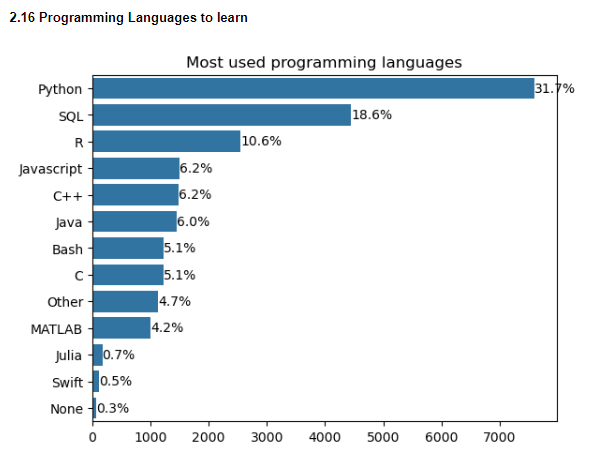 2.16 Programming Languages to learn
Most used programming languages
Python 31.7%
SQL 18.6%
R 10.6%
Javascript 6.2%
C++ 6.2%
Java 6.0%
Bash 5.1%
C 5.1%
Other 4.7%
MATLAB 4.2%
Julia 0.7%
Swift 0.5%
None 0.3%
0 1000 2000 3000 4000 5000 6000 7000